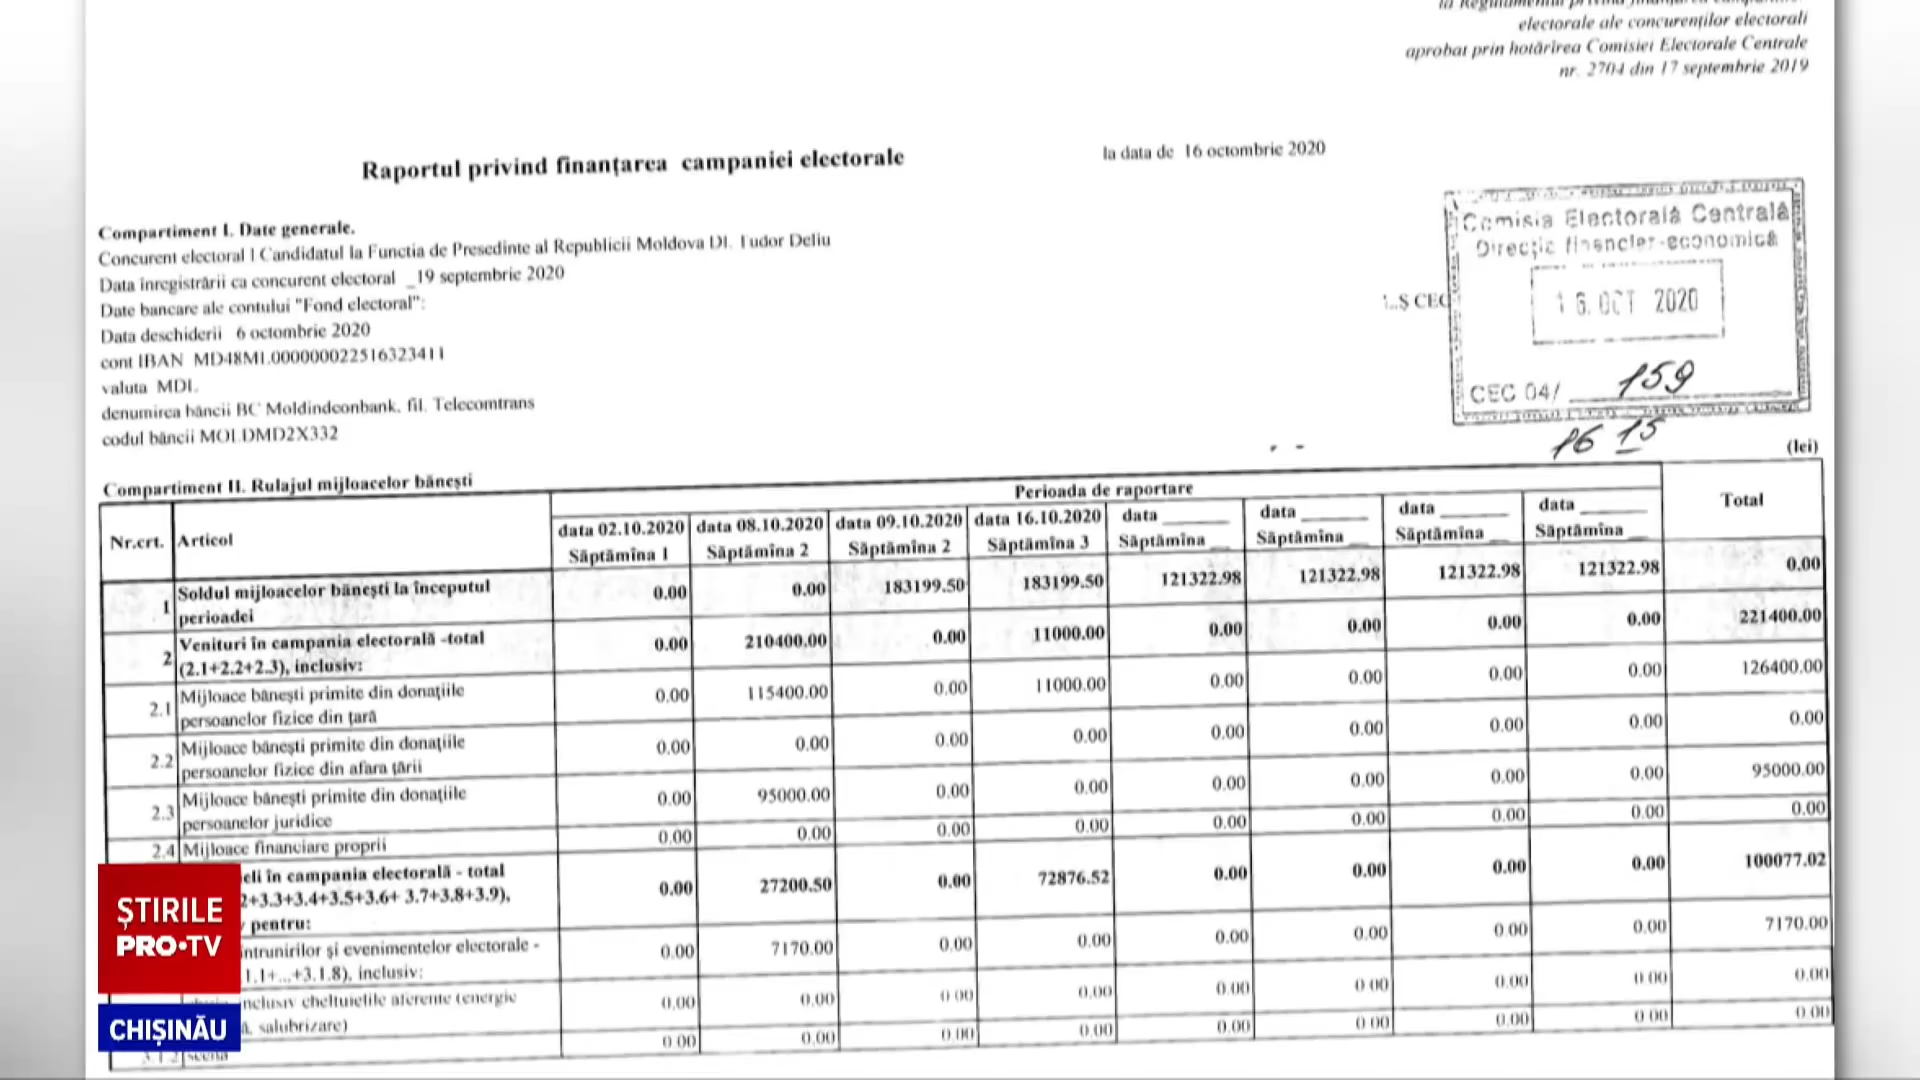 electorale ale concurenților electorali
aprobat prin hotărîrea Comisiei Electorale Centrale
nr. 2704 din 17 septembrie 2019
Raportul privind finanțarea campaniei electorale
la data de 16 octombrie 2020
Compartiment I. Date generale.
Concurent electoral I Candidatul la Functia de Presedinte al Republicii Moldova Dl. Tudor Deliu
Data înregistrării ca concurent electoral _19 septembrie 2020
Date bancare ale contului "Fond electoral":
Data deschiderii 6 octombrie 2020
cont IBAN MD48ML000000022516323411
valuta MDL
denumirea băncii BC Moldindconbank, fil. Telecomtrans
codul băncii MOLDMD2X332
Comisia Electorală Centrală
Direcția financiar-economică
16. OCT 2020
CEC 04/ 159
16 15
(lei)
Compartiment II. Rulajul mijloacelor bănești
Nr.crt. Articol Perioada de raportare Total
data 02.10.2020 data 08.10.2020 data 09.10.2020 data 16.10.2020 data ______ data ______ data ______ data ______
Săptămîna 1 Săptămîna 2 Săptămîna 2 Săptămîna 3 Săptămîna __ Săptămîna __ Săptămîna __ Săptămîna __
1 Soldul mijloacelor bănești la începutul 0.00 0.00 183199.50 183199.50 121322.98 121322.98 121322.98 121322.98 0.00
perioadei
2 Venituri în campania electorală -total 0.00 210400.00 0.00 11000.00 0.00 0.00 0.00 0.00 221400.00
(2.1+2.2+2.3), inclusiv:
2.1 Mijloace bănești primite din donațiile 0.00 115400.00 0.00 11000.00 0.00 0.00 0.00 0.00 126400.00
persoanelor fizice din țară
2.2 Mijloace bănești primite din donațiile 0.00 0.00 0.00 0.00 0.00 0.00 0.00 0.00 0.00
persoanelor fizice din afara țării
2.3 Mijloace bănești primite din donațiile 0.00 95000.00 0.00 0.00 0.00 0.00 0.00 0.00 95000.00
persoanelor juridice
2.4 Mijloace financiare proprii 0.00 0.00 0.00 0.00 0.00 0.00 0.00 0.00 0.00
eli în campania electorală - total 0.00 27200.50 0.00 72876.52 0.00 0.00 0.00 0.00 100077.02
2+3.3+3.4+3.5+3.6+ 3.7+3.8+3.9),
pentru:
întrunirilor și evenimentelor electorale - 0.00 7170.00 0.00 0.00 0.00 0.00 0.00 0.00 7170.00
1.1+...+3.1.8), inclusiv:
inclusiv cheltuielile aferente (energie 0.00 0.00 0.00 0.00 0.00 0.00 0.00 0.00 0.00
salubrizare)
scena 0.00 0.00 0.00 0.00 0.00 0.00 0.00 0.00 0.00
ȘTIRILE
PRO•TV
CHIȘINĂU